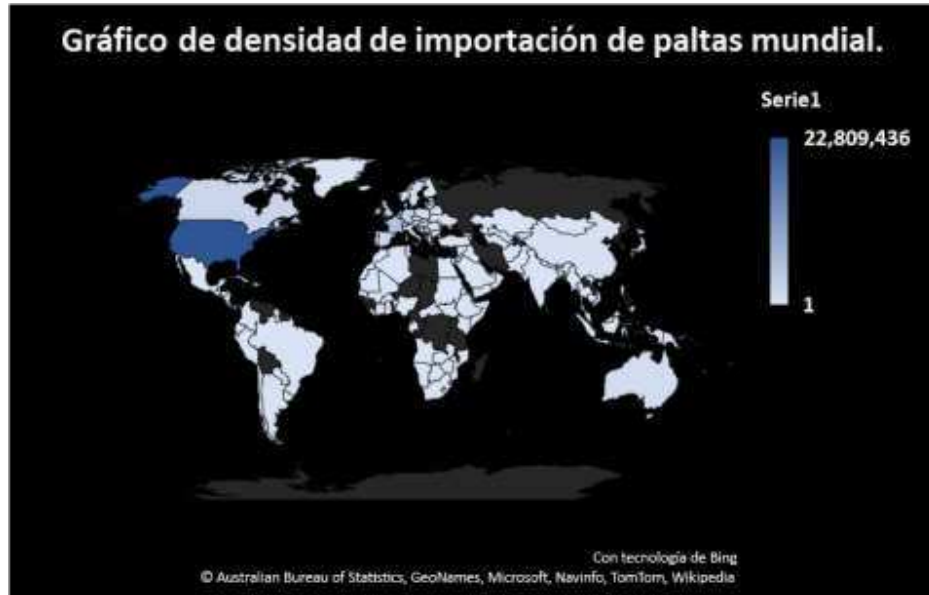 Gráfico de densidad de importación de paltas mundial.
Serie1
22,809,436
1
Con tecnología de Bing
© Australian Bureau of Statistics, GeoNames, Microsoft, Navinfo, TomTom, Wikipedia